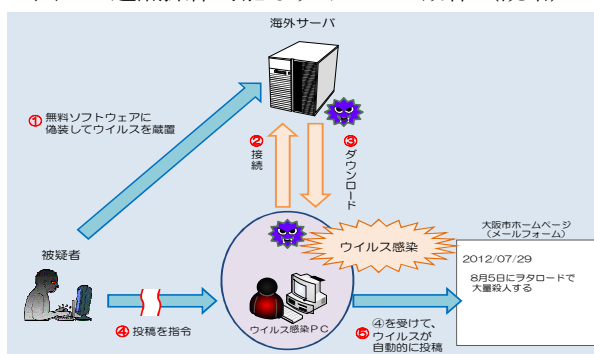 海外サーバ
①無料ソフトウェアに
偽装してウイルスを蔵置
②
接続
③
ダウンロード
ウイルス感染
大阪市ホームページ
(メールフォーム)
2012/07/29
8月5日にヲタロードで
大量殺人する
被疑者
④投稿を指令
ウイルス感染PC
⑤
④を受けて、
ウイルスが
自動的に投稿